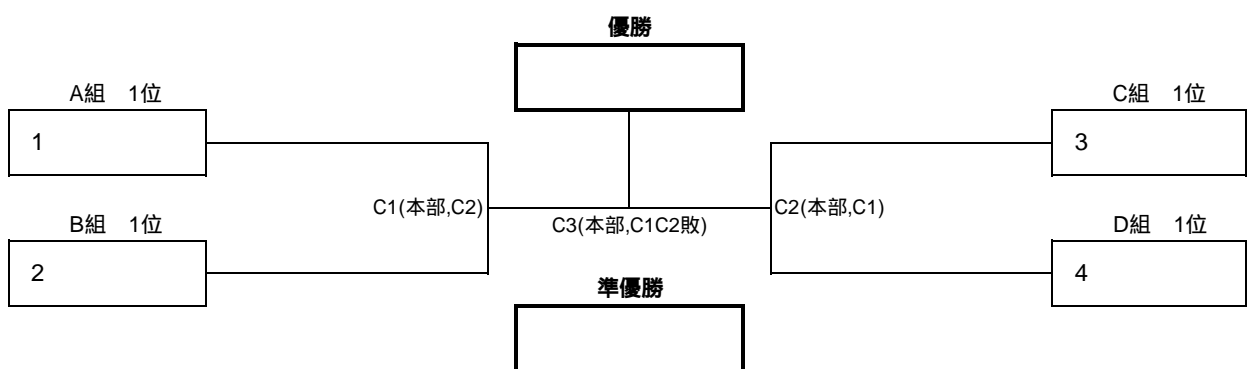 優勝
A組　1位
C組　1位
1
3
C1(本部,C2)
C2(本部,C1)
C3(本部,C1C2敗)
B組　1位
D組　1位
2
4
準優勝